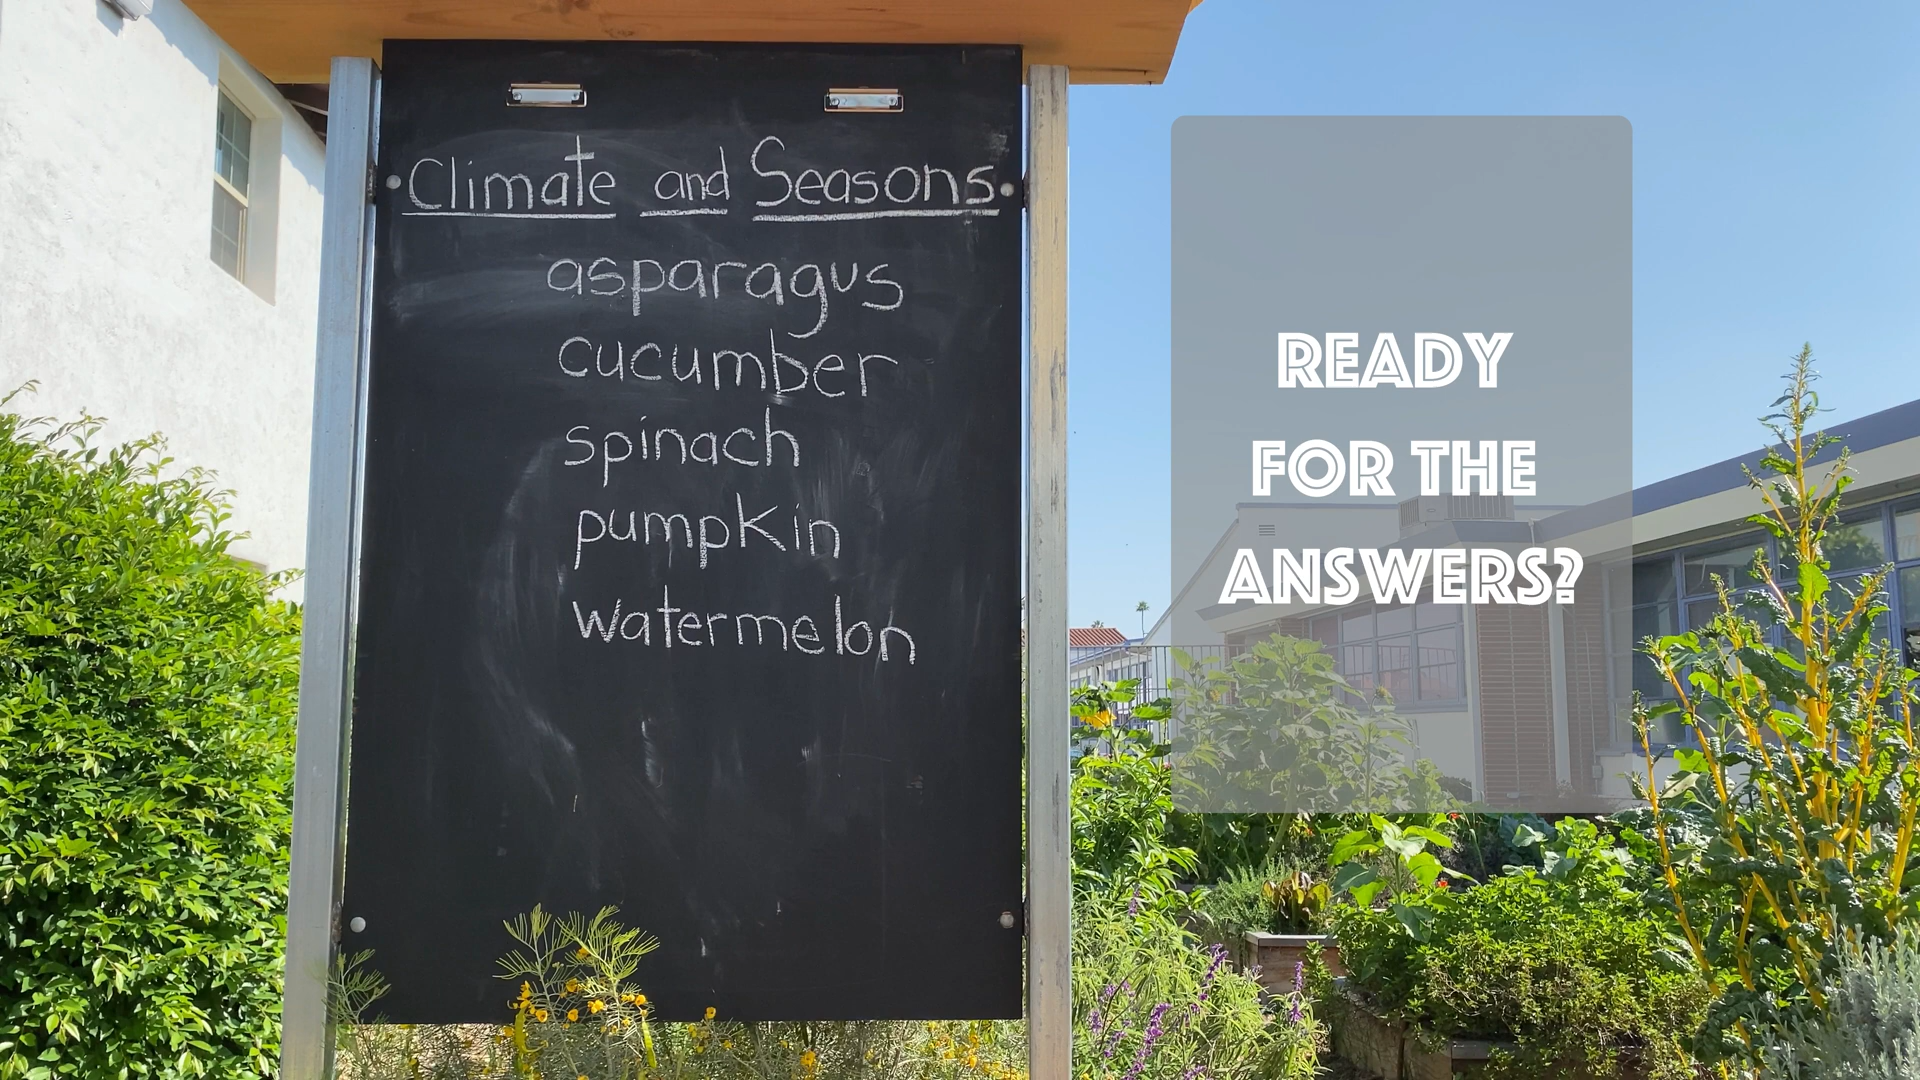 Climate and Seasons
asparagus
cucumber
spinach
pumpkin
watermelon
READY
FOR THE
ANSWERS?